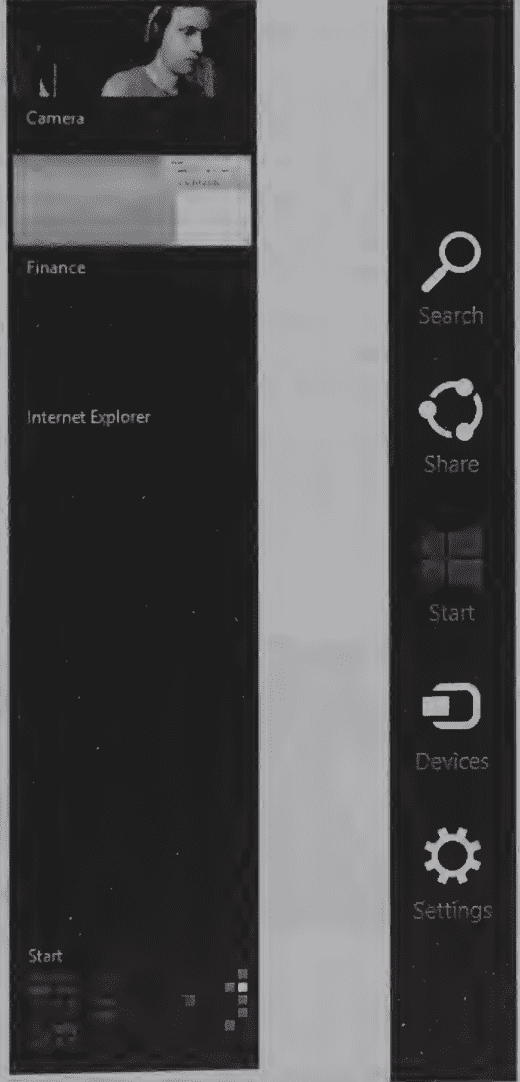 Camera
Finance
Internet Explorer
Start
Search
Share
Start
Devices
Settings